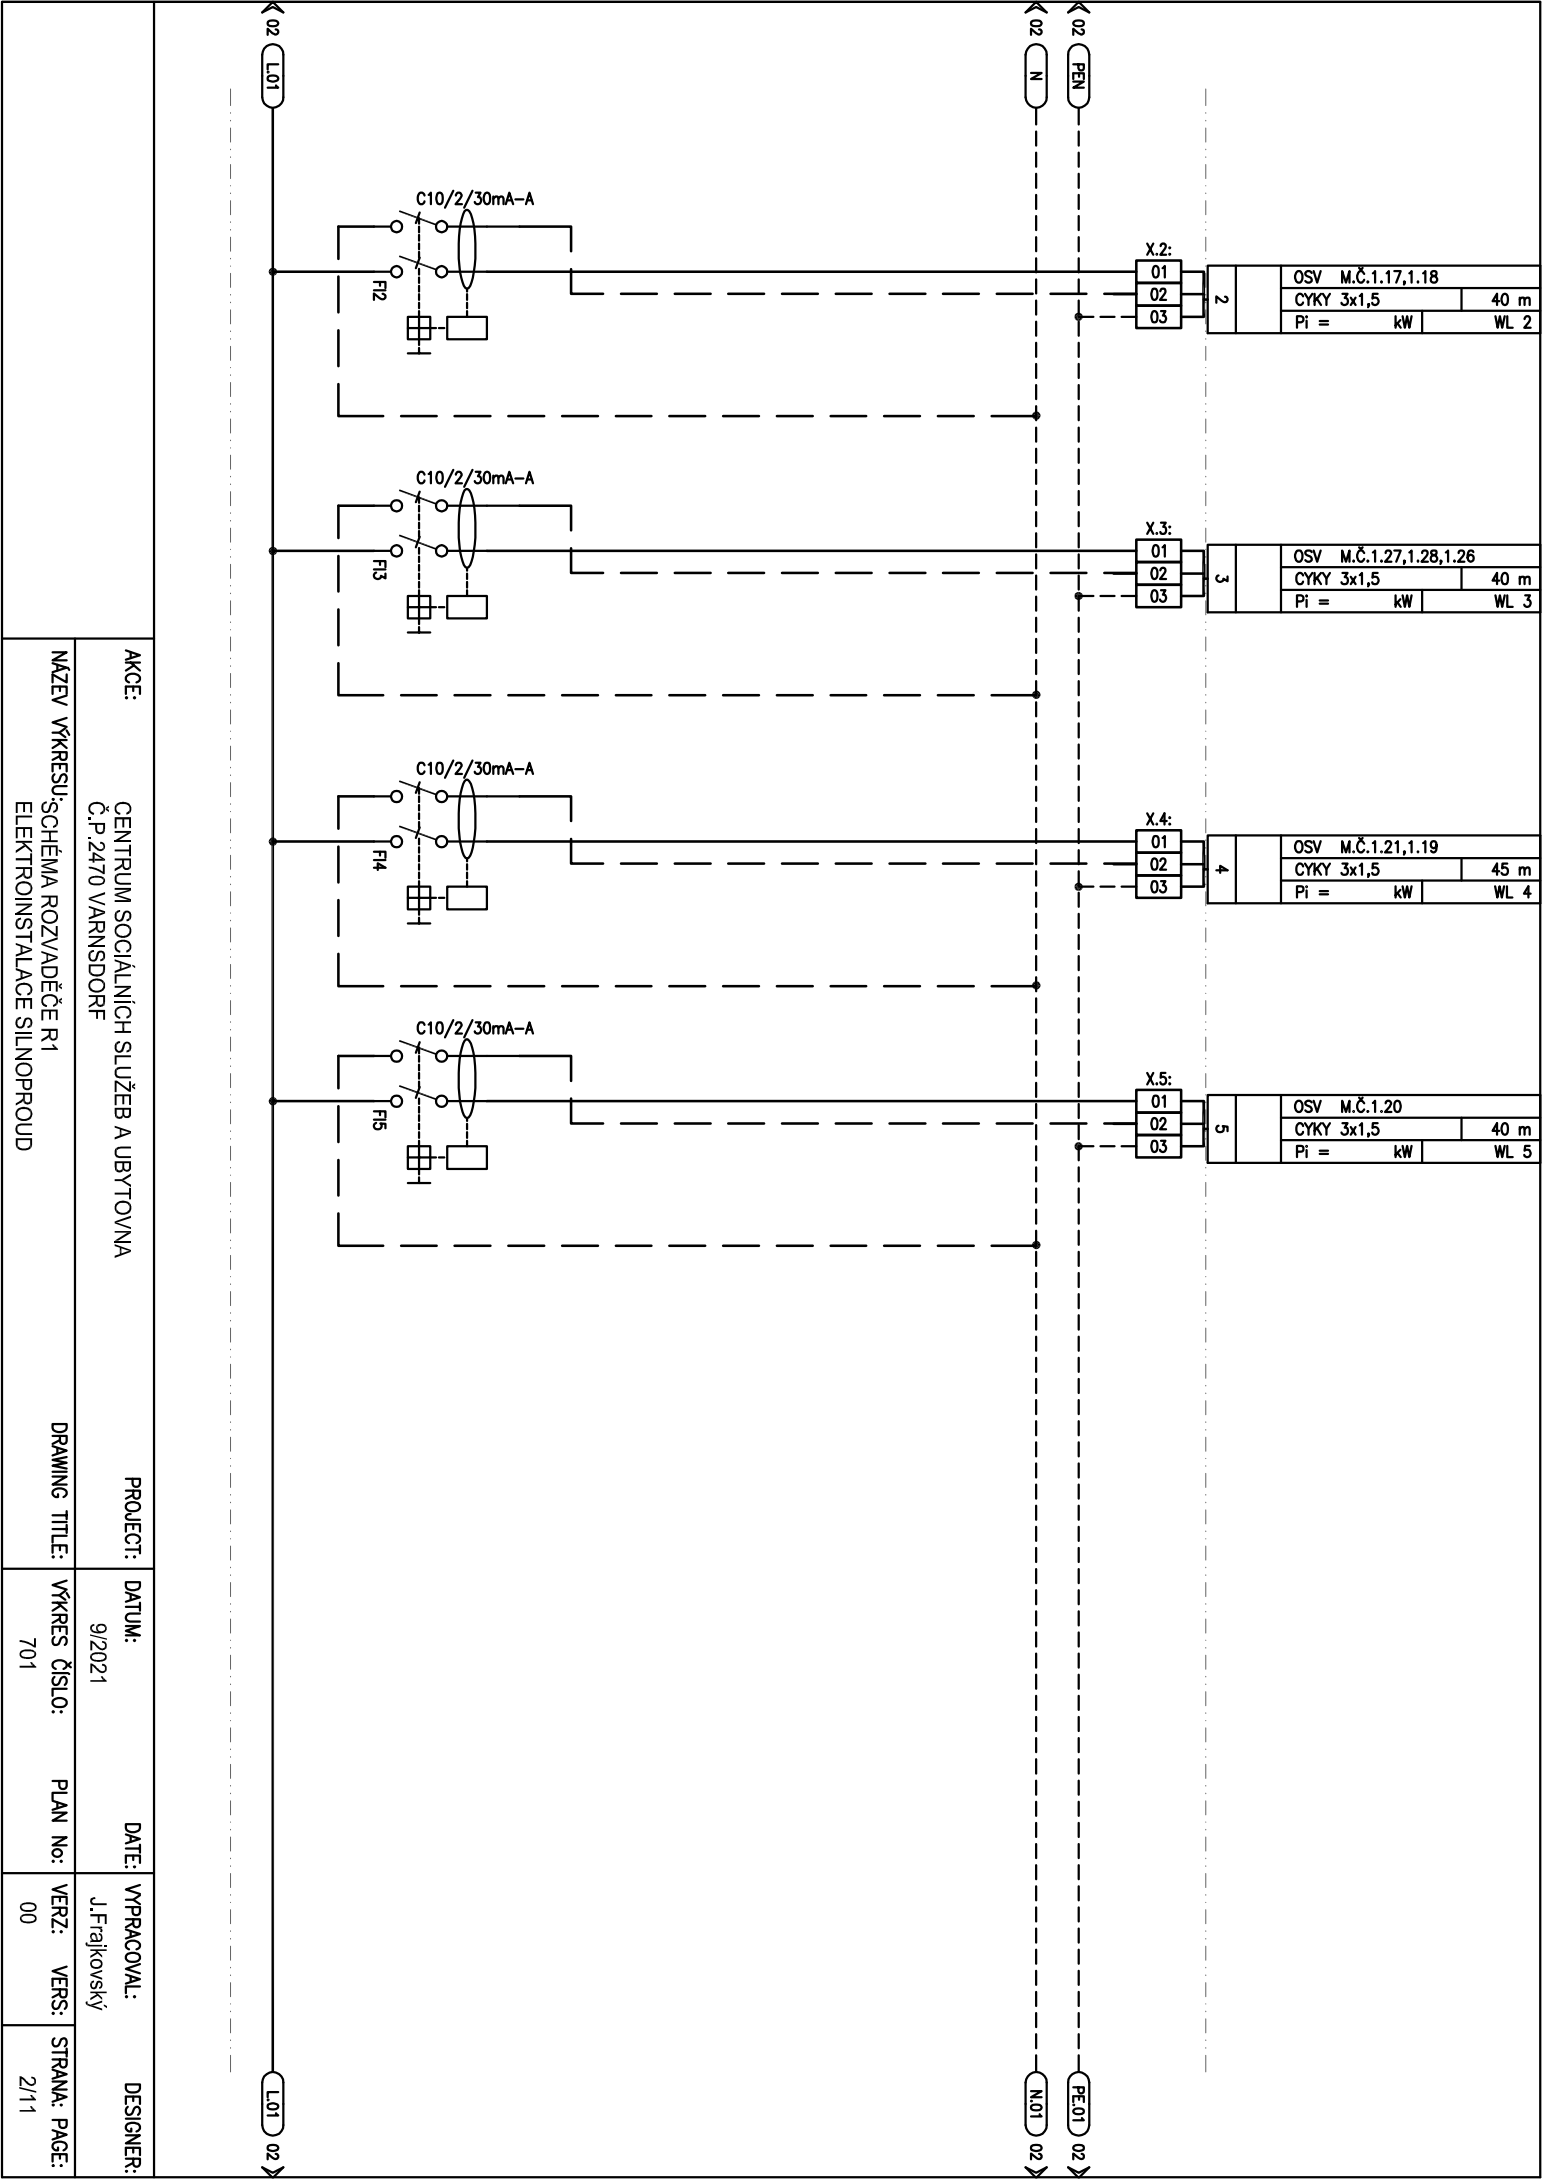 02 L.01
02 N
02 PEN
C10/2/30mA-A
FI2
X.2:
01
02
03
2
OSV M.Č.1.17,1.18
CYKY 3x1,5 40 m
Pi = kW WL 2
C10/2/30mA-A
FI3
X.3:
01
02
03
3
OSV M.Č.1.27,1.28,1.26
CYKY 3x1,5 40 m
Pi = kW WL 3
C10/2/30mA-A
FI4
X.4:
01
02
03
4
OSV M.Č.1.21,1.19
CYKY 3x1,5 45 m
Pi = kW WL 4
C10/2/30mA-A
FI5
X.5:
01
02
03
5
OSV M.Č.1.20
CYKY 3x1,5 40 m
Pi = kW WL 5
L.01 02
N.01 02
PE.01 02
AKCE: PROJECT:
CENTRUM SOCIÁLNÍCH SLUŽEB A UBYTOVNA
Č.P.2470 VARNSDORF
NÁZEV VÝKRESU: DRAWING TITLE:
SCHÉMA ROZVADĚČE R1
ELEKTROINSTALACE SILNOPROUD
DATUM: DATE:
9/2021
VÝKRES ČÍSLO: PLAN No:
701
VYPRACOVAL: DESIGNER:
J.Frajkovský
VERZ: VERS:
00
STRANA: PAGE:
2/11